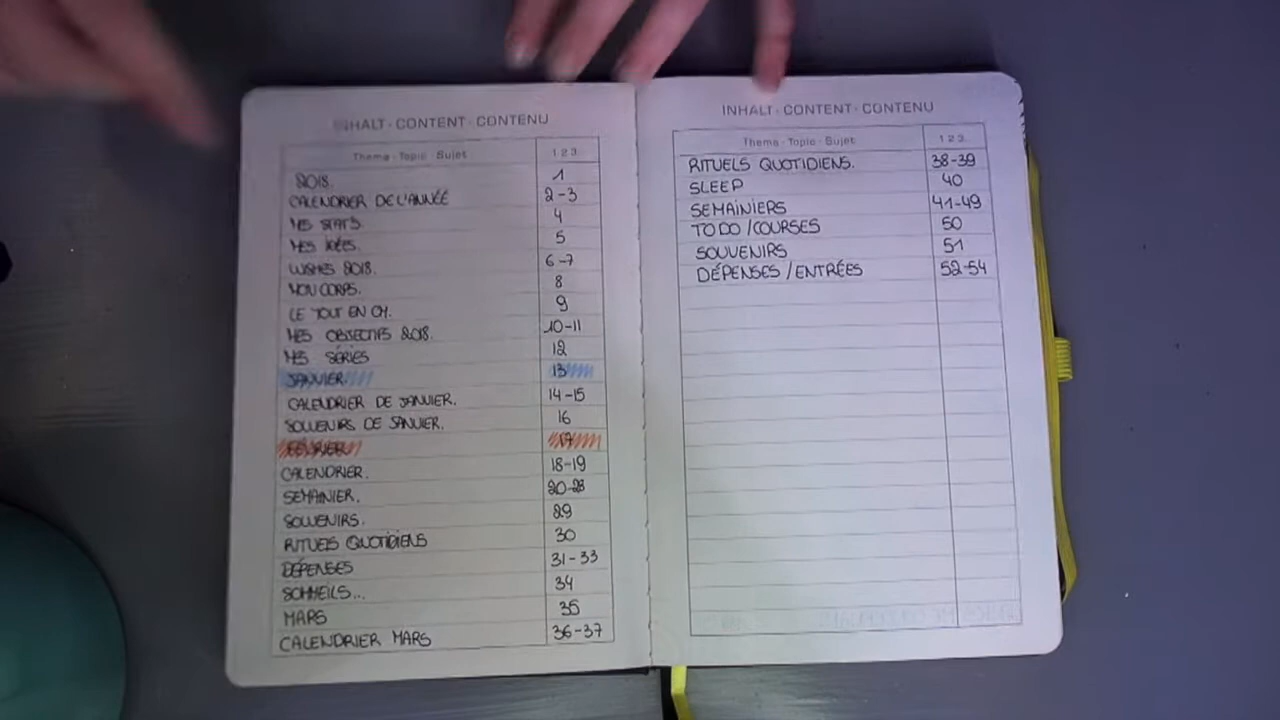 INHALT · CONTENT · CONTENU
Thema · Topic · Sujet 1 2 3
2018. 1
CALENDRIER DE L'ANNÉE 2-3
MES STATS. 4
MES IDÉES. 5
WISHES 2018. 6-7
MON CORPS. 8
LE TOUT EN 9
MES OBJECTIFS 2018. 10-11
MES SÉRIES 12
JANVIER. 13
CALENDRIER DE JANVIER. 14-15
SOUVENIRS DE JANVIER. 16
FÉVRIER 17
CALENDRIER. 18-19
SEMAINIER. 20-28
SOUVENIRS. 29
RITUELS QUOTIDIENS 30
DÉPENSES 31-33
SOMMEILS... 34
MARS 35
CALENDRIER MARS 36-37
INHALT · CONTENT · CONTENU
Thema · Topic · Sujet 1 2 3
RITUELS QUOTIDIENS. 38-39
SLEEP 40
SEMAINIERS 41-49
TO DO / COURSES 50
SOUVENIRS 51
DÉPENSES / ENTRÉES 52-54